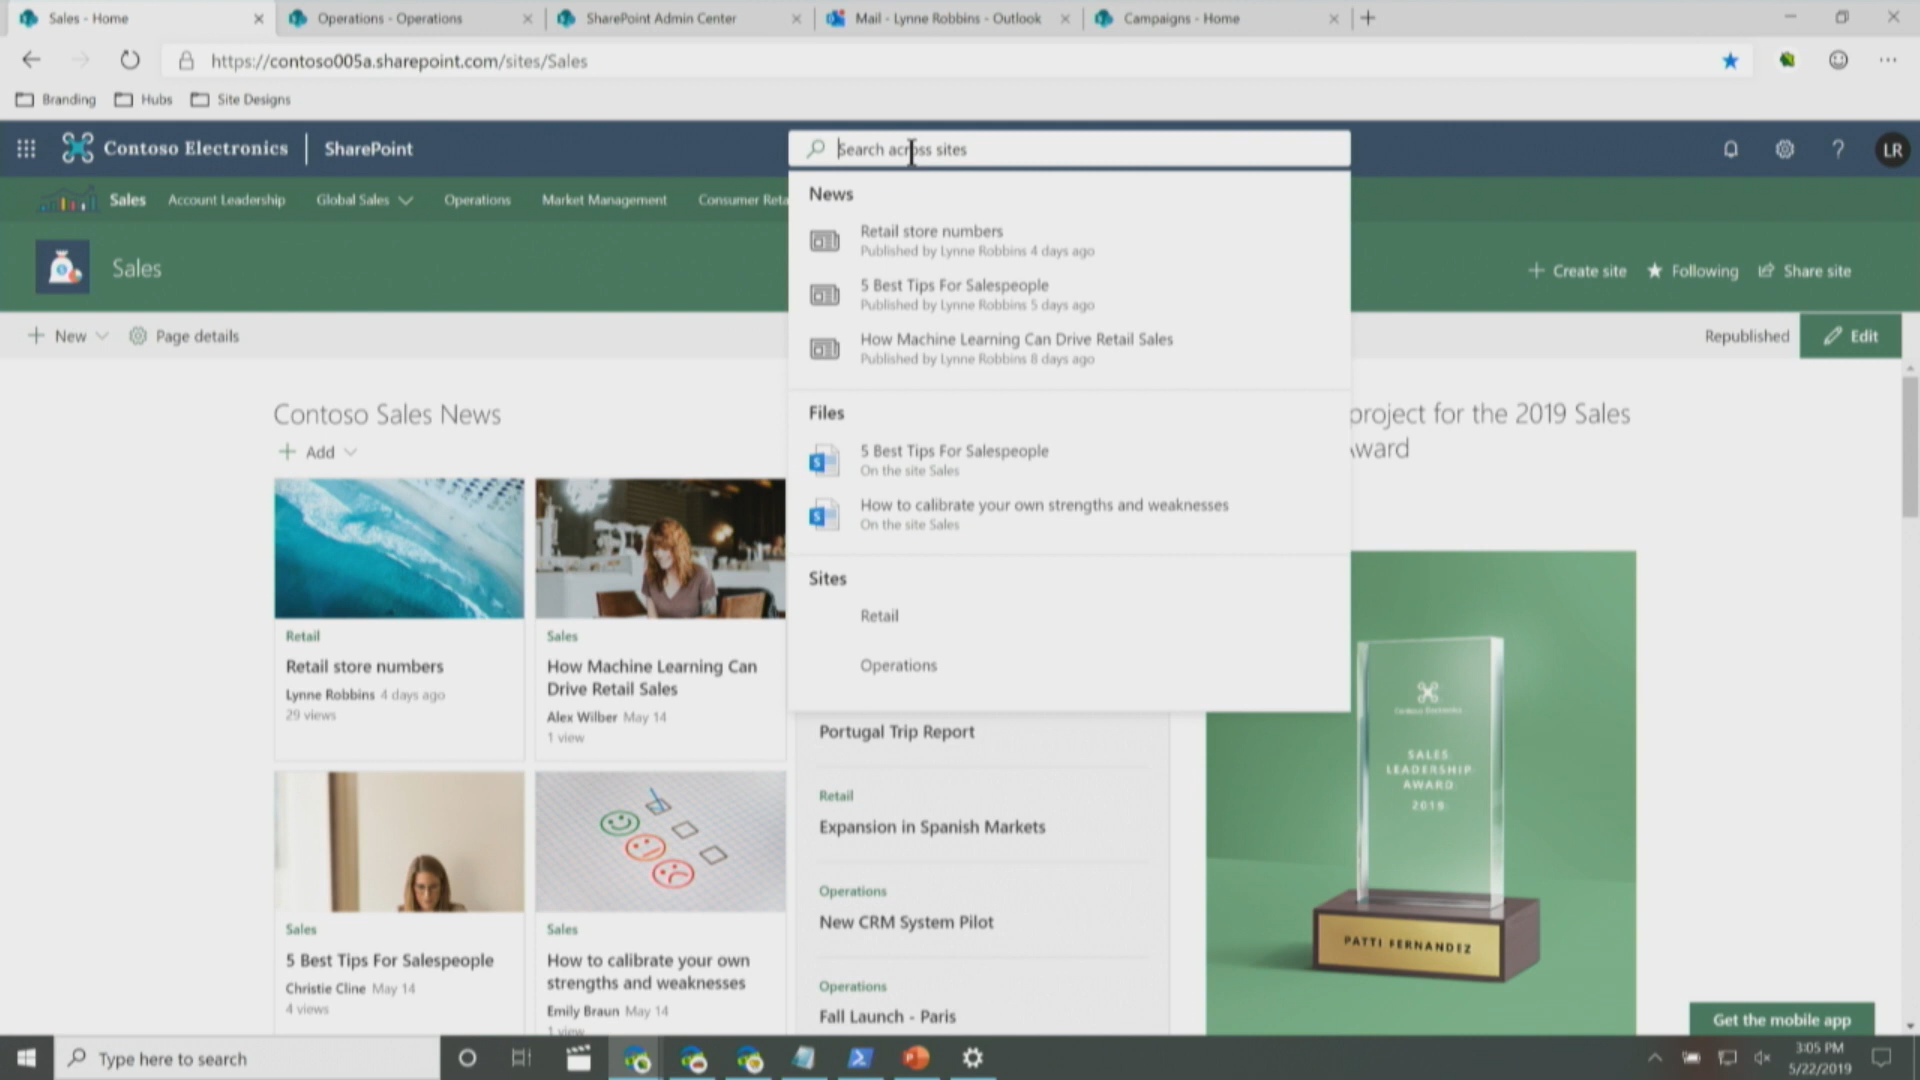 Sales - Home
Operations - Operations
SharePoint Admin Center
Mail - Lynne Robbins - Outlook
Campaigns - Home
https://contoso005a.sharepoint.com/sites/Sales
Branding
Hubs
Site Designs
Contoso Electronics
SharePoint
Search across sites
LR
Sales
Account Leadership
Global Sales
Operations
Market Management
Consumer Reta
Sales
Create site
Following
Share site
New
Page details
Republished
Edit
News
Retail store numbers
Published by Lynne Robbins 4 days ago
5 Best Tips For Salespeople
Published by Lynne Robbins 5 days ago
How Machine Learning Can Drive Retail Sales
Published by Lynne Robbins 8 days ago
Files
5 Best Tips For Salespeople
On the site Sales
How to calibrate your own strengths and weaknesses
On the site Sales
Sites
Retail
Operations
Contoso Sales News
Add
Retail
Retail store numbers
Lynne Robbins 4 days ago
29 views
Sales
How Machine Learning Can
Drive Retail Sales
Alex Wilber May 14
1 view
Sales
5 Best Tips For Salespeople
Christie Cline May 14
4 views
Sales
How to calibrate your own
strengths and weaknesses
Emily Braun May 14
1 view
Portugal Trip Report
Retail
Expansion in Spanish Markets
Operations
New CRM System Pilot
Operations
Fall Launch - Paris
project for the 2019 Sales
ward
Contoso Electronics
SALES
LEADERSHIP
AWARD
2018
PATTI FERNANDEZ
Get the mobile app
Type here to search
3:05 PM
5/22/2019